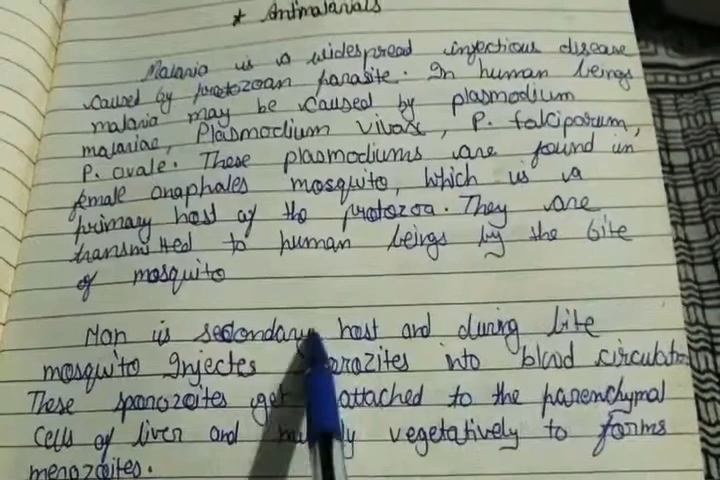 * Antimalarials
Malaria is a widespread injectious disease
caused by protozoan parasite. In human beings
malaria may be caused by plasmodium
malariae, Plasmodium vivax, P. falciparum,
P. ovale. These plasmodiums are found in
female anaphales mosquito, which is a
primary host of the protozoa. They are
transmitted to human beings by the bite
of mosquito
Man is secondary host and during bite
mosquito Injectes into blood
These sporozoites get attached to the parenchymal
cells of liver and vegetatively to forms
merozoites.